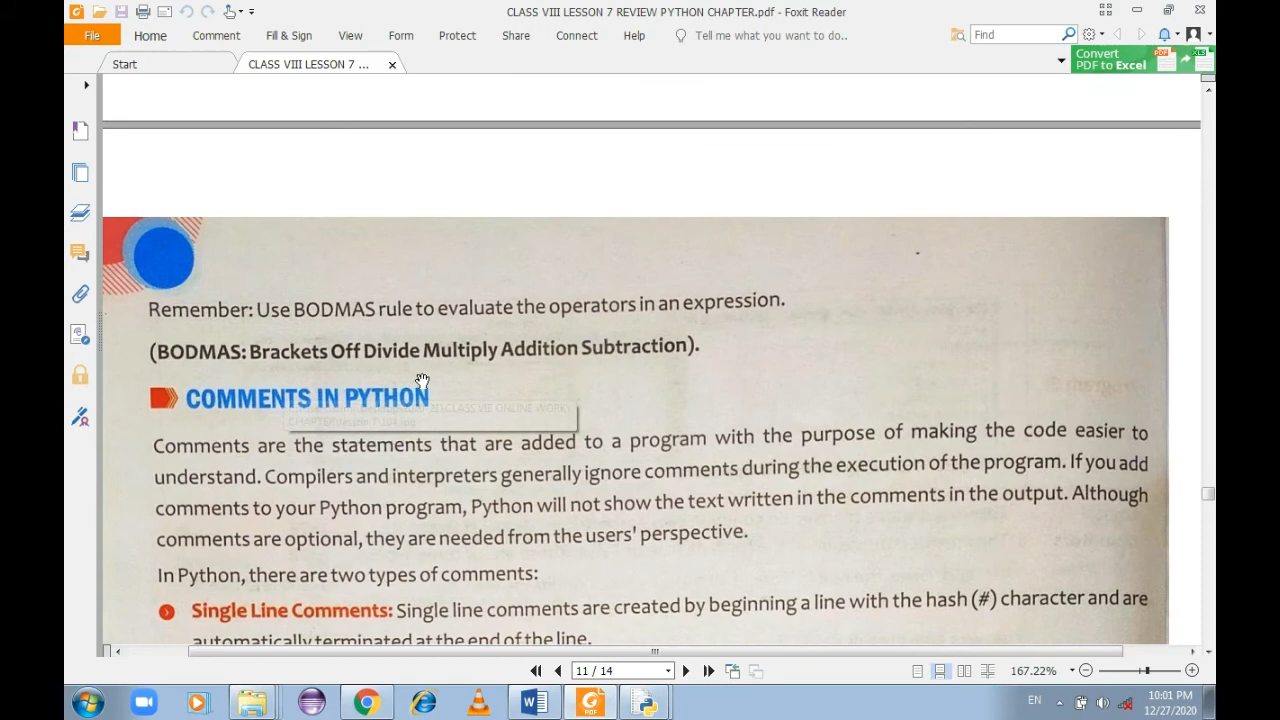 CLASS VIII LESSON 7 REVIEW PYTHON CHAPTER.pdf - Foxit Reader
File Home Comment Fill & Sign View Form Protect Share Connect Help Tell me what you want to do.. Find
Start CLASS VIII LESSON 7 ... Convert
PDF to Excel
Remember: Use BODMAS rule to evaluate the operators in an expression.
(BODMAS: Brackets Off Divide Multiply Addition Subtraction).
COMMENTS IN PYTHON
Comments are the statements that are added to a program with the purpose of making the code easier to
understand. Compilers and interpreters generally ignore comments during the execution of the program. If you add
comments to your Python program, Python will not show the text written in the comments in the output. Although
comments are optional, they are needed from the users' perspective.
In Python, there are two types of comments:
Single Line Comments: Single line comments are created by beginning a line with the hash (#) character and are
automatically terminated at the end of the line.
11 / 14 167.22%
EN 10:01 PM
12/27/2020